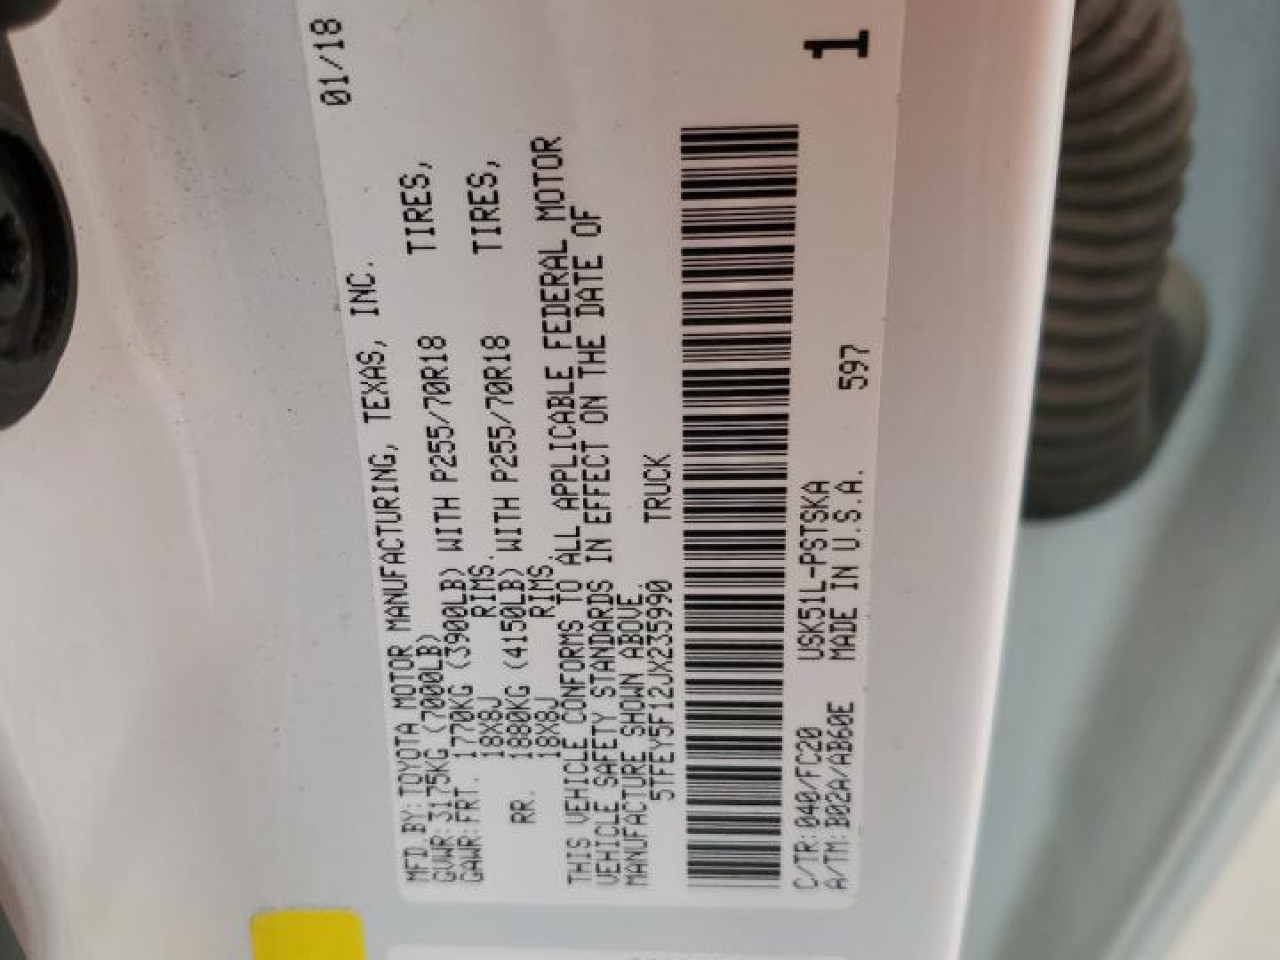 MFD.BY:TOYOTA MOTOR MANUFACTURING, TEXAS, INC. 01/18
GVWR:3175KG (7000LB)
GAWR:FRT. 1770KG (3900LB) WITH P255/70R18 TIRES,
18X8J RIMS.
RR. 1880KG (4150LB) WITH P255/70R18 TIRES,
18X8J RIMS.
THIS VEHICLE CONFORMS TO ALL APPLICABLE FEDERAL MOTOR
VEHICLE SAFETY STANDARDS IN EFFECT ON THE DATE OF
MANUFACTURE SHOWN ABOVE.
5TFEY5F12JX235990 TRUCK
C/TR:040/FC20 USK51L-PSTSKA
A/TM:B02A/AB60E MADE IN U.S.A. 597 1